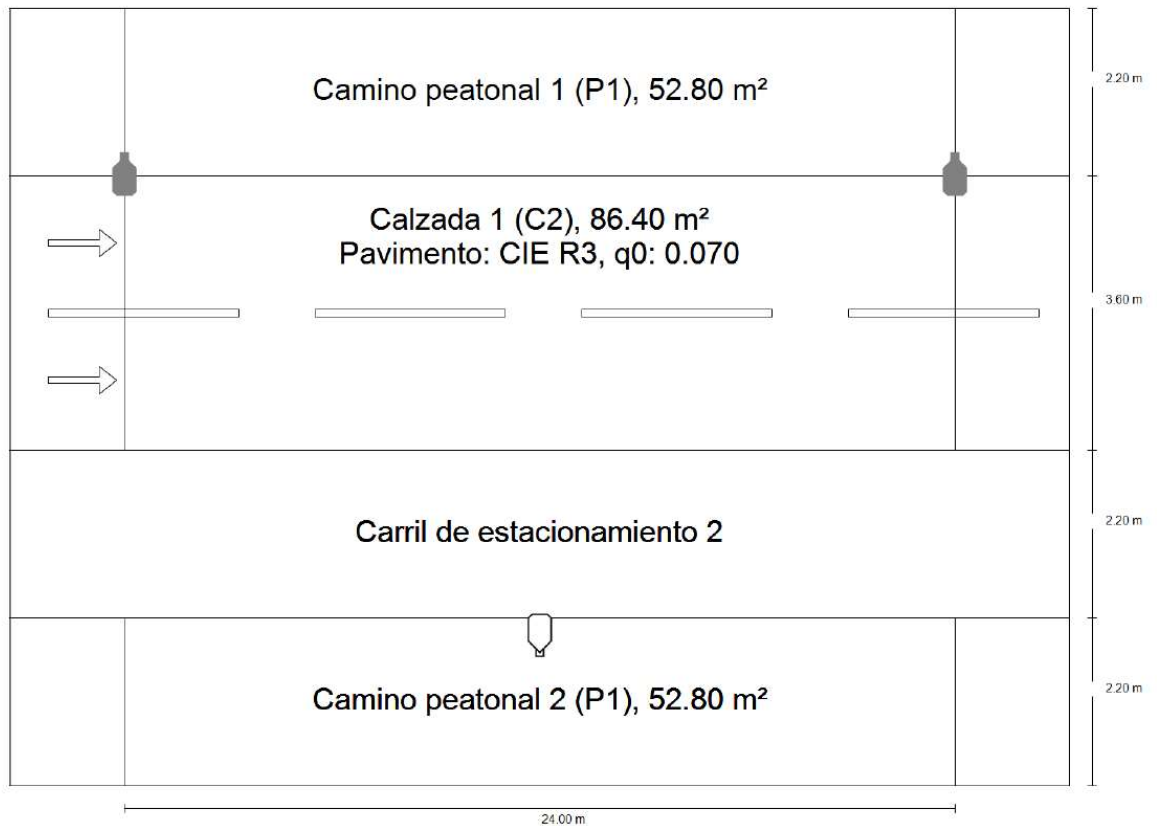 Camino peatonal 1 (P1), 52.80 m²
2.20 m
Calzada 1 (C2), 86.40 m²
Pavimento: CIE R3, q0: 0.070
3.60 m
Carril de estacionamiento 2
2.20 m
Camino peatonal 2 (P1), 52.80 m²
2.20 m
24.00 m